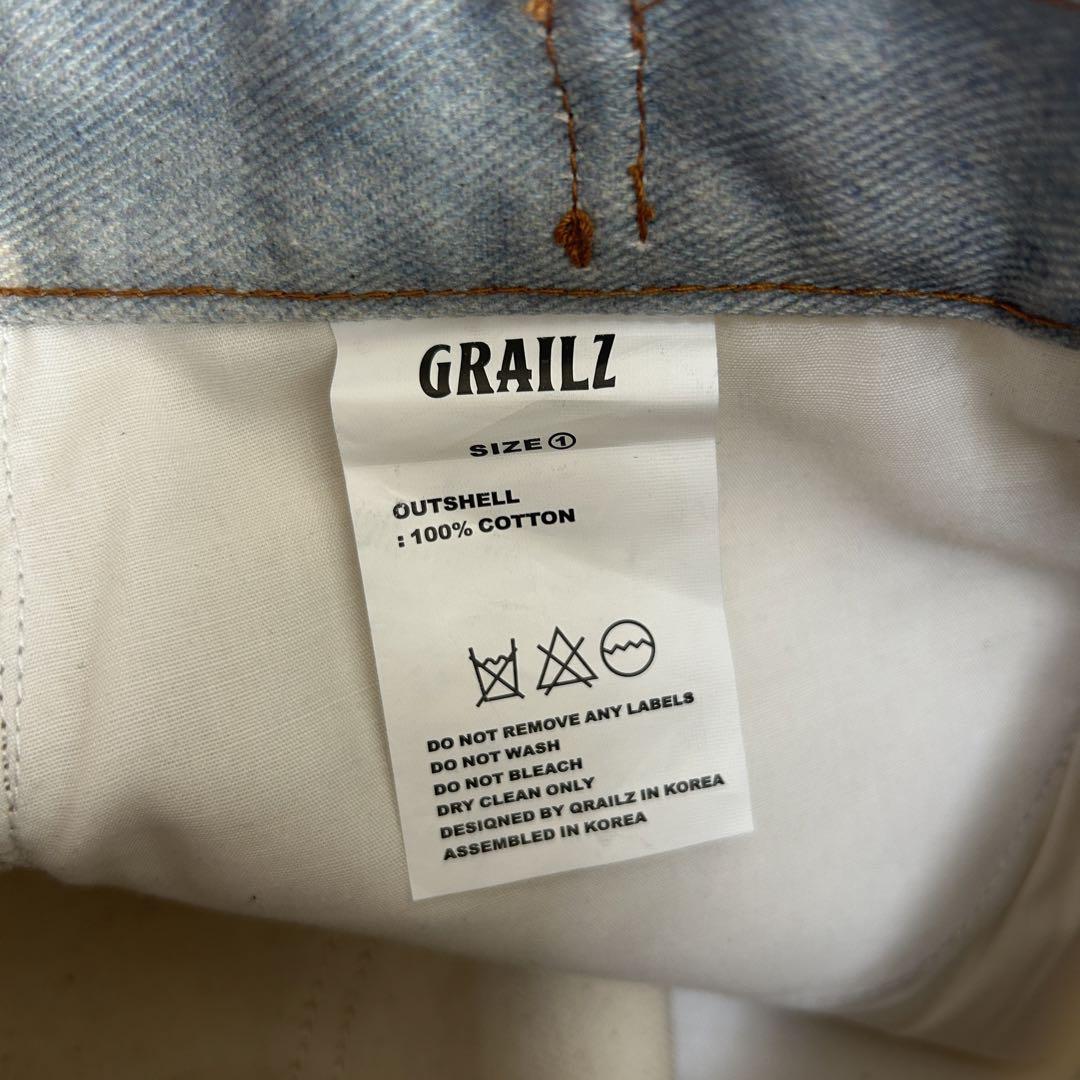 GRAILZ
SIZE ①
OUTSHELL
: 100% COTTON
DO NOT REMOVE ANY LABELS
DO NOT WASH
DO NOT BLEACH
DRY CLEAN ONLY
DESIQNED BY QRAILZ IN KOREA
ASSEMBLED IN KOREA